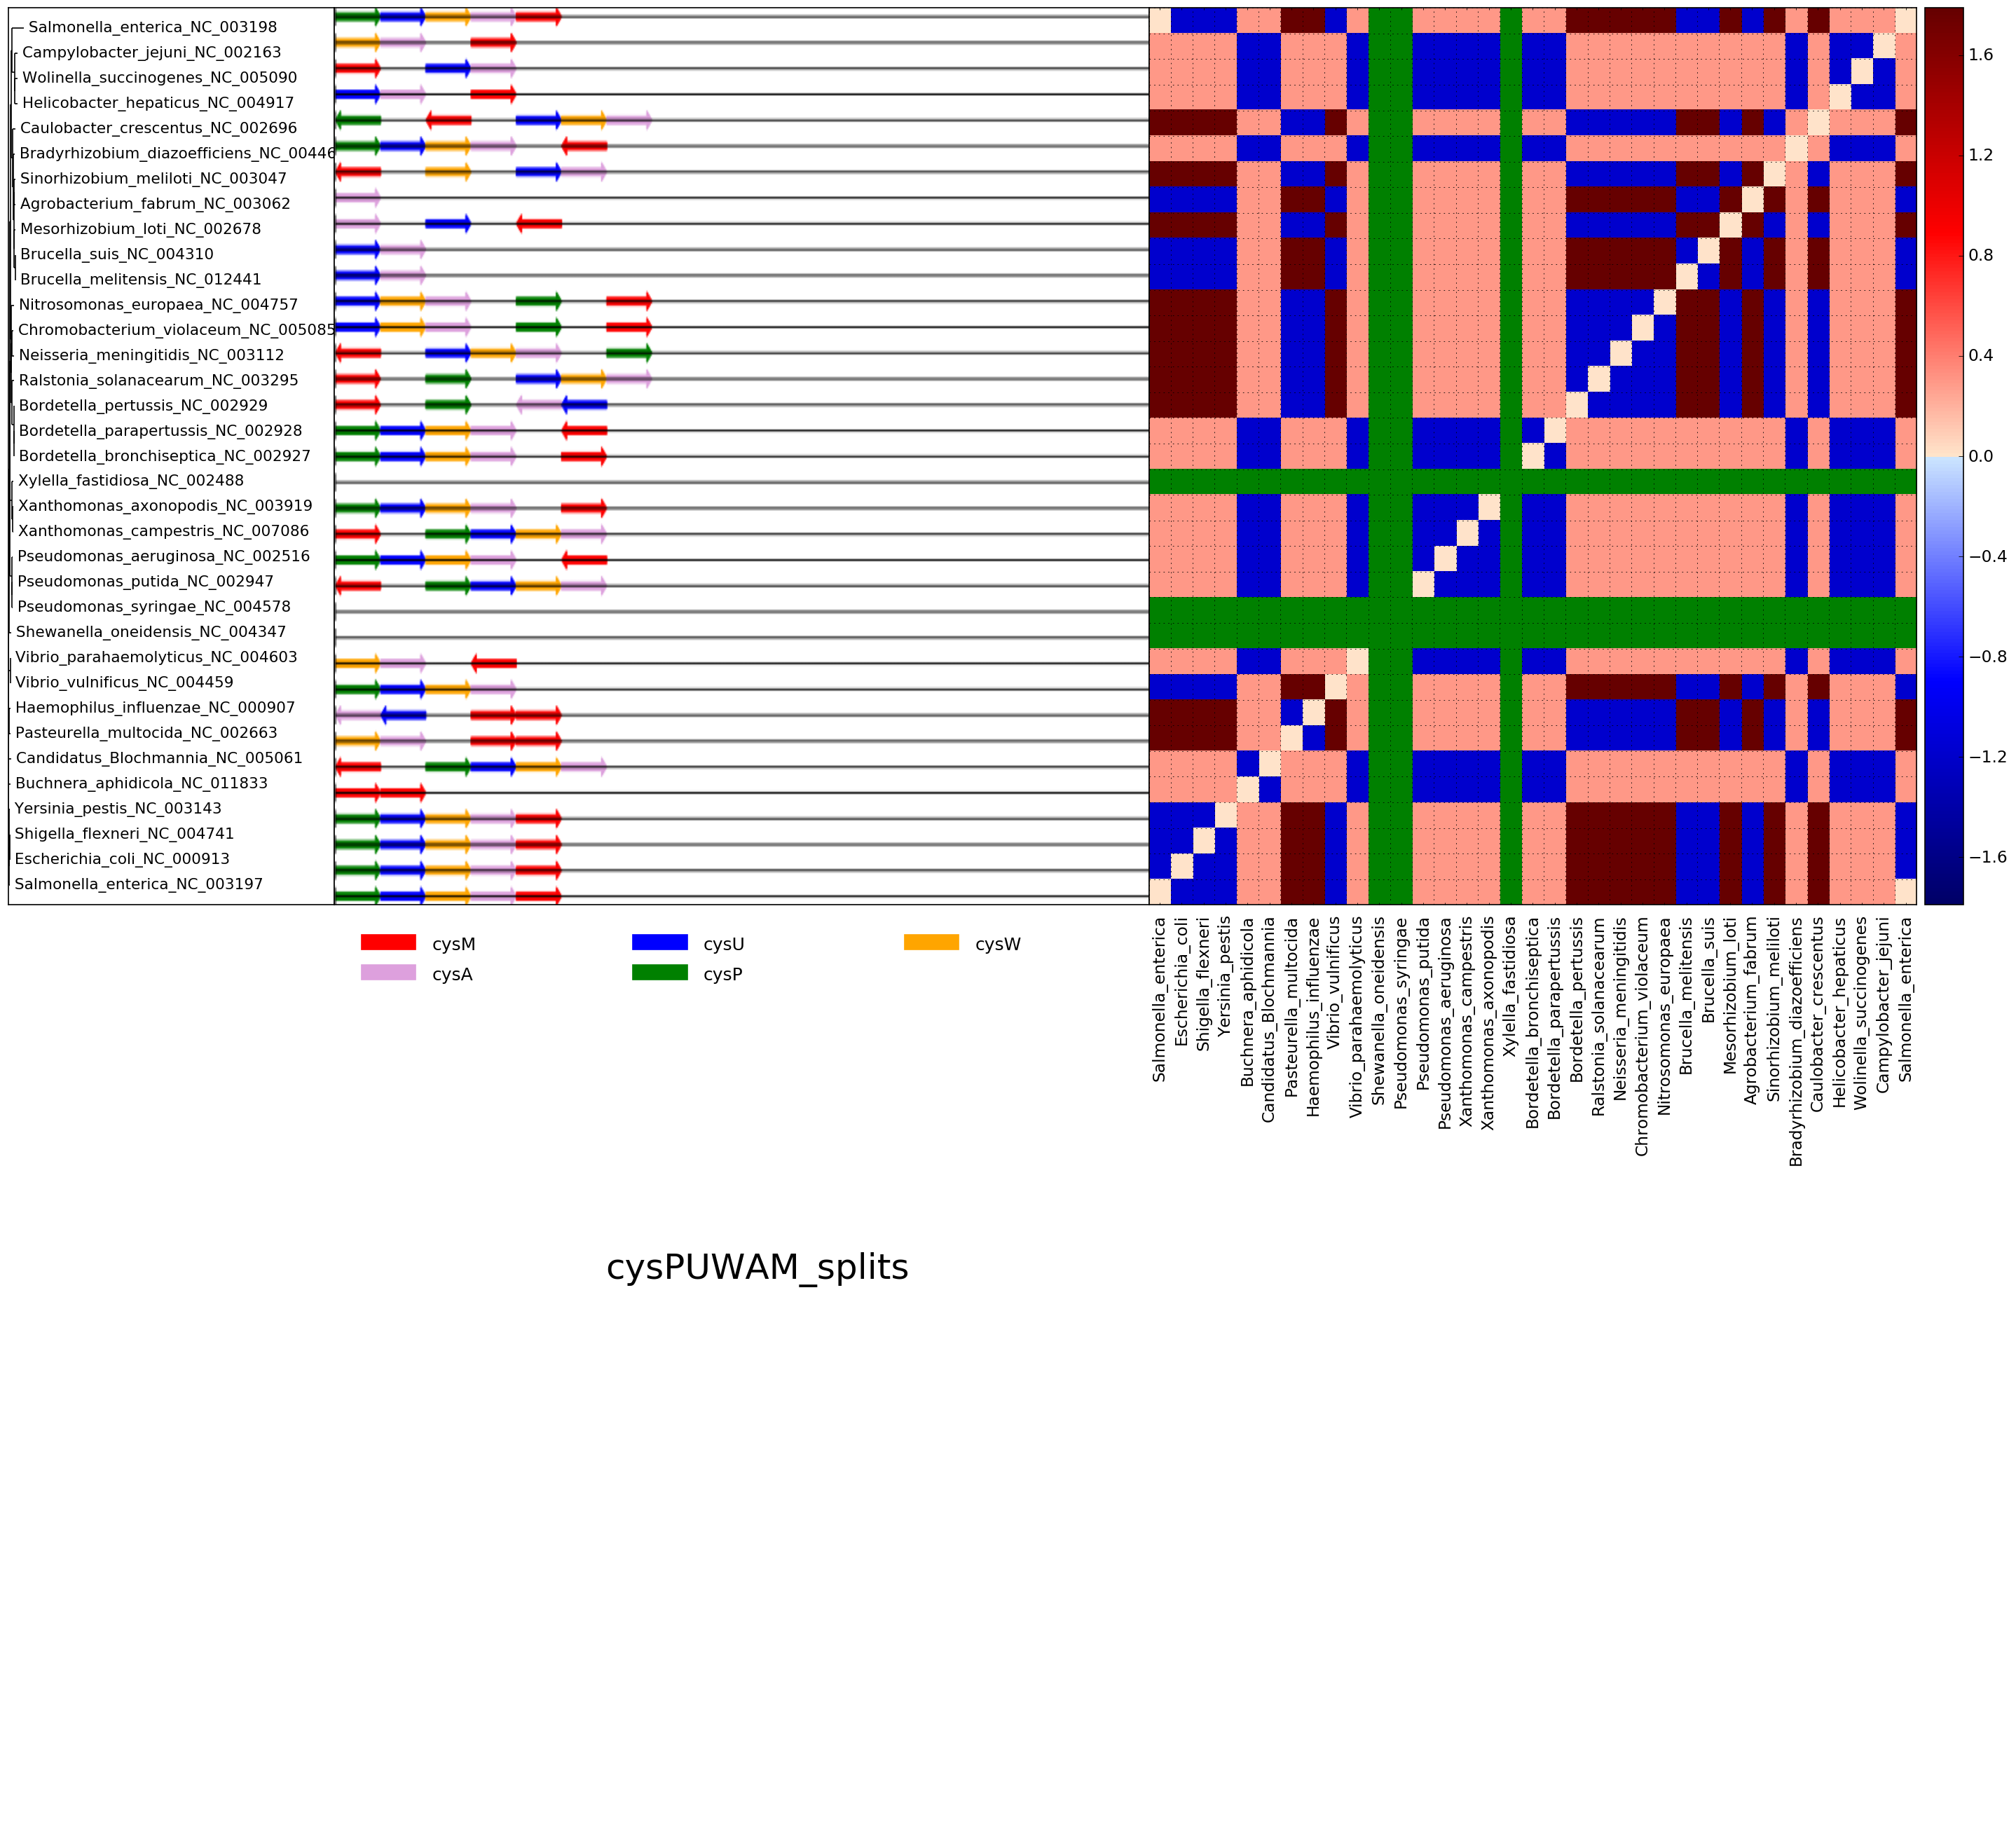 Salmonella_enterica_NC_003198
Campylobacter_jejuni_NC_002163
Wolinella_succinogenes_NC_005090
Helicobacter_hepaticus_NC_004917
Caulobacter_crescentus_NC_002696
Bradyrhizobium_diazoefficiens_NC_00446
Sinorhizobium_meliloti_NC_003047
Agrobacterium_fabrum_NC_003062
Mesorhizobium_loti_NC_002678
Brucella_suis_NC_004310
Brucella_melitensis_NC_012441
Nitrosomonas_europaea_NC_004757
Chromobacterium_violaceum_NC_005085
Neisseria_meningitidis_NC_003112
Ralstonia_solanacearum_NC_003295
Bordetella_pertussis_NC_002929
Bordetella_parapertussis_NC_002928
Bordetella_bronchiseptica_NC_002927
Xylella_fastidiosa_NC_002488
Xanthomonas_axonopodis_NC_003919
Xanthomonas_campestris_NC_007086
Pseudomonas_aeruginosa_NC_002516
Pseudomonas_putida_NC_002947
Pseudomonas_syringae_NC_004578
Shewanella_oneidensis_NC_004347
Vibrio_parahaemolyticus_NC_004603
Vibrio_vulnificus_NC_004459
Haemophilus_influenzae_NC_000907
Pasteurella_multocida_NC_002663
Candidatus_Blochmannia_NC_005061
Buchnera_aphidicola_NC_011833
Yersinia_pestis_NC_003143
Shigella_flexneri_NC_004741
Escherichia_coli_NC_000913
Salmonella_enterica_NC_003197
1.6
1.2
0.8
0.4
0.0
−0.4
−0.8
−1.2
−1.6
Salmonella_enterica
Escherichia_coli
Shigella_flexneri
Yersinia_pestis
Buchnera_aphidicola
Candidatus_Blochmannia
Pasteurella_multocida
Haemophilus_influenzae
Vibrio_vulnificus
Vibrio_parahaemolyticus
Shewanella_oneidensis
Pseudomonas_syringae
Pseudomonas_putida
Pseudomonas_aeruginosa
Xanthomonas_campestris
Xanthomonas_axonopodis
Xylella_fastidiosa
Bordetella_bronchiseptica
Bordetella_parapertussis
Bordetella_pertussis
Ralstonia_solanacearum
Neisseria_meningitidis
Chromobacterium_violaceum
Nitrosomonas_europaea
Brucella_melitensis
Brucella_suis
Mesorhizobium_loti
Agrobacterium_fabrum
Sinorhizobium_meliloti
Bradyrhizobium_diazoefficiens
Caulobacter_crescentus
Helicobacter_hepaticus
Wolinella_succinogenes
Campylobacter_jejuni
Salmonella_enterica
cysM cysU cysW
cysA cysP
cysPUWAM_splits